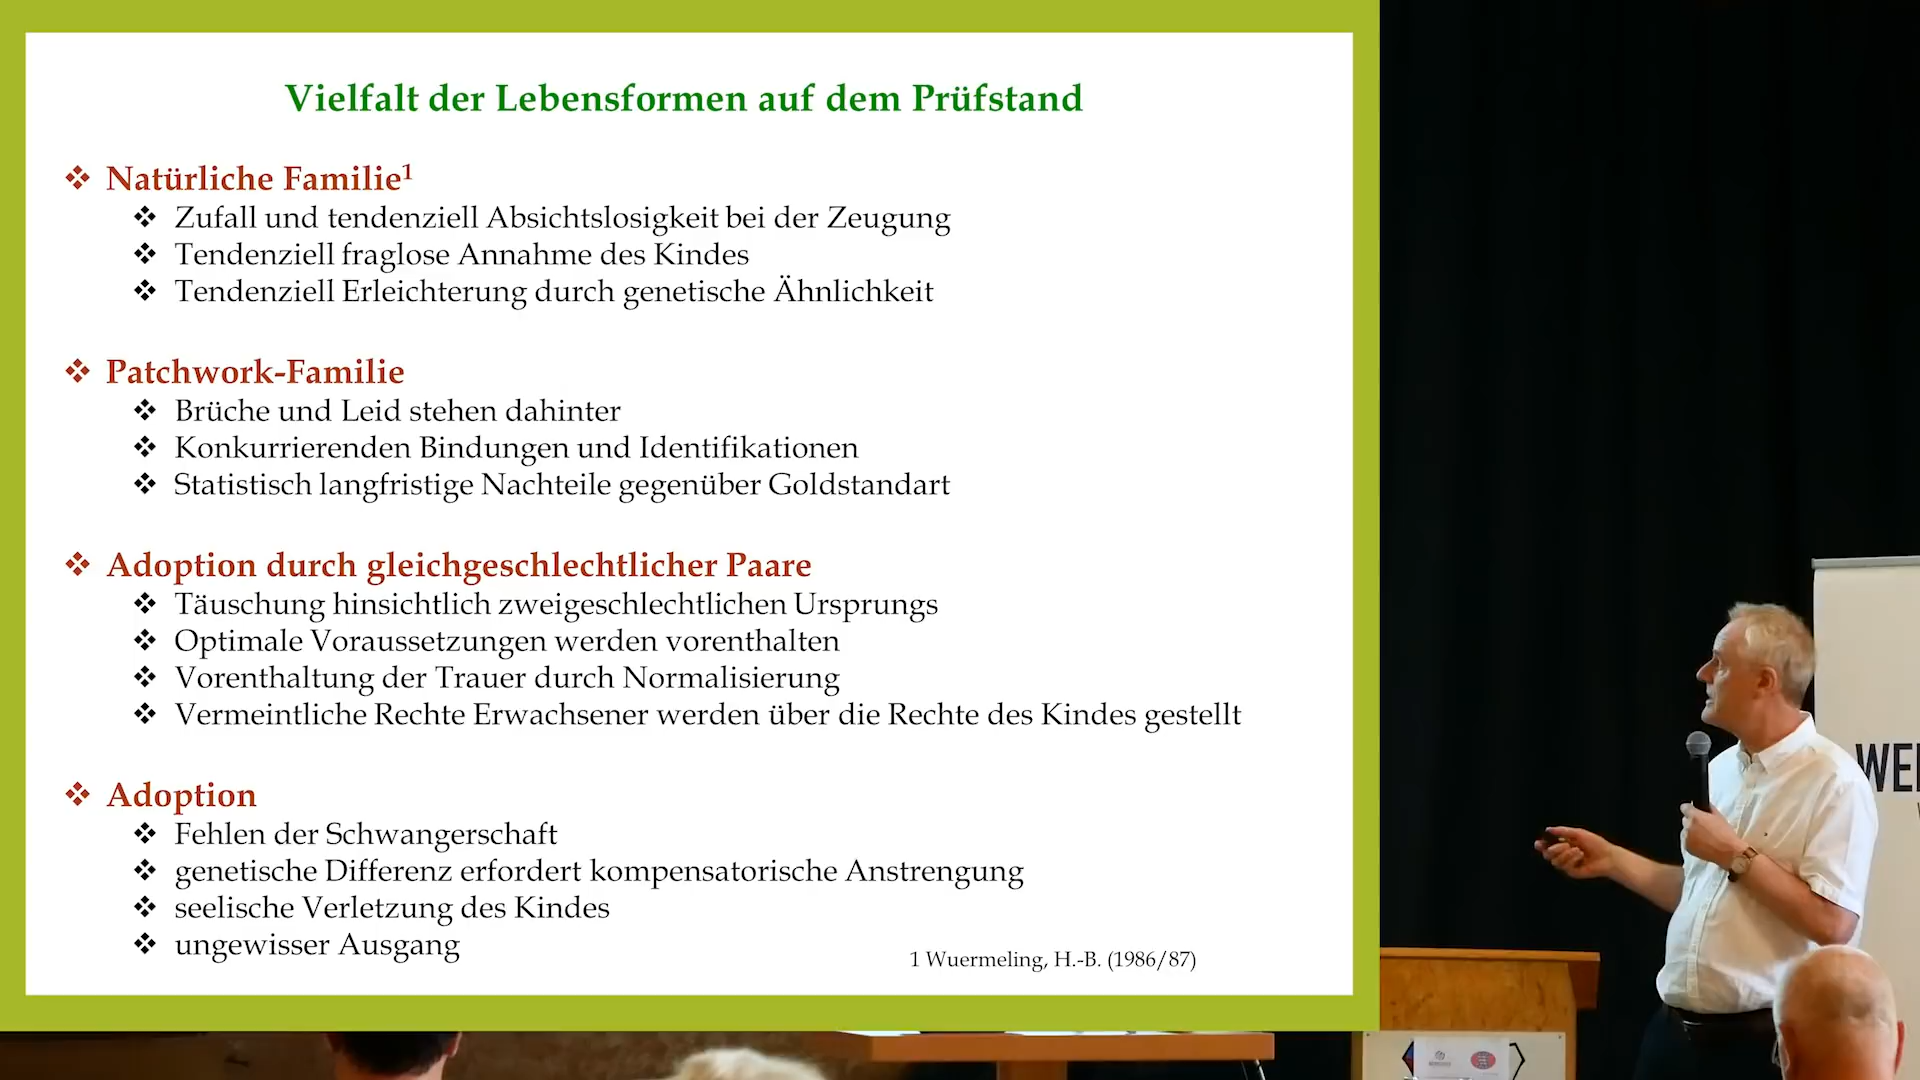 Vielfalt der Lebensformen auf dem Prüfstand
❖ Natürliche Familie¹
❖ Zufall und tendenziell Absichtslosigkeit bei der Zeugung
❖ Tendenziell fraglose Annahme des Kindes
❖ Tendenziell Erleichterung durch genetische Ähnlichkeit
❖ Patchwork-Familie
❖ Brüche und Leid stehen dahinter
❖ Konkurrierenden Bindungen und Identifikationen
❖ Statistisch langfristige Nachteile gegenüber Goldstandart
❖ Adoption durch gleichgeschlechtlicher Paare
❖ Täuschung hinsichtlich zweigeschlechtlichen Ursprungs
❖ Optimale Voraussetzungen werden vorenthalten
❖ Vorenthaltung der Trauer durch Normalisierung
❖ Vermeintliche Rechte Erwachsener werden über die Rechte des Kindes gestellt
❖ Adoption
❖ Fehlen der Schwangerschaft
❖ genetische Differenz erfordert kompensatorische Anstrengung
❖ seelische Verletzung des Kindes
❖ ungewisser Ausgang
1 Wuermeling, H.-B. (1986/87)